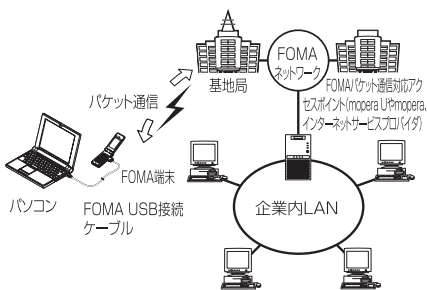 FOMA
ネットワーク
基地局
FOMAパケット通信対応アク
セスポイント(mopera Uやmopera、
インターネットサービスプロバイダ)
パケット通信
FOMA端末
パソコン
FOMA USB接続
ケーブル
企業内LAN